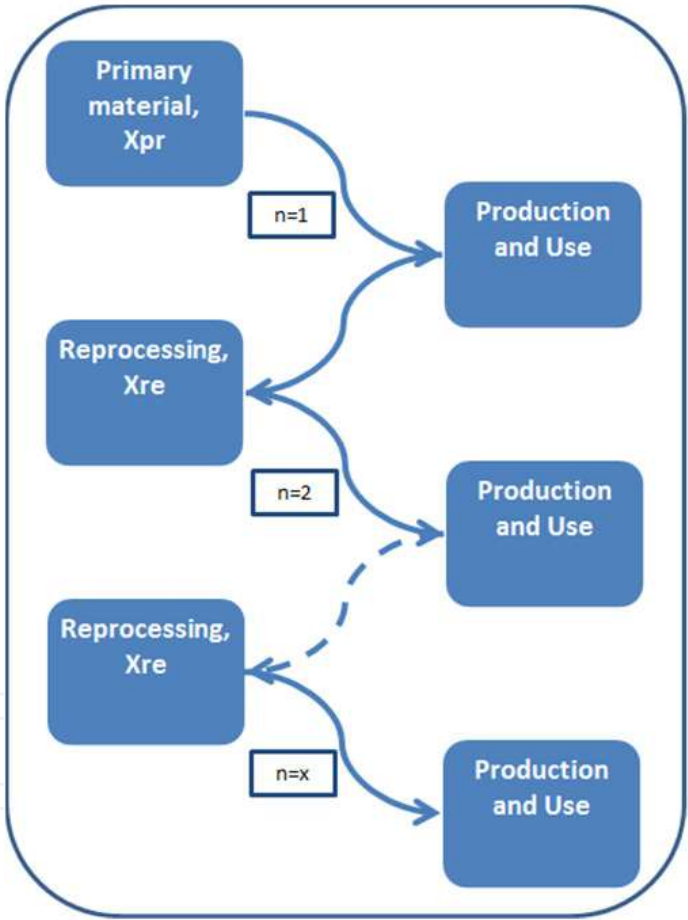 Primary
material,
Xpr
n=1
Production
and Use
Reprocessing,
Xre
n=2
Production
and Use
Reprocessing,
Xre
n=x
Production
and Use